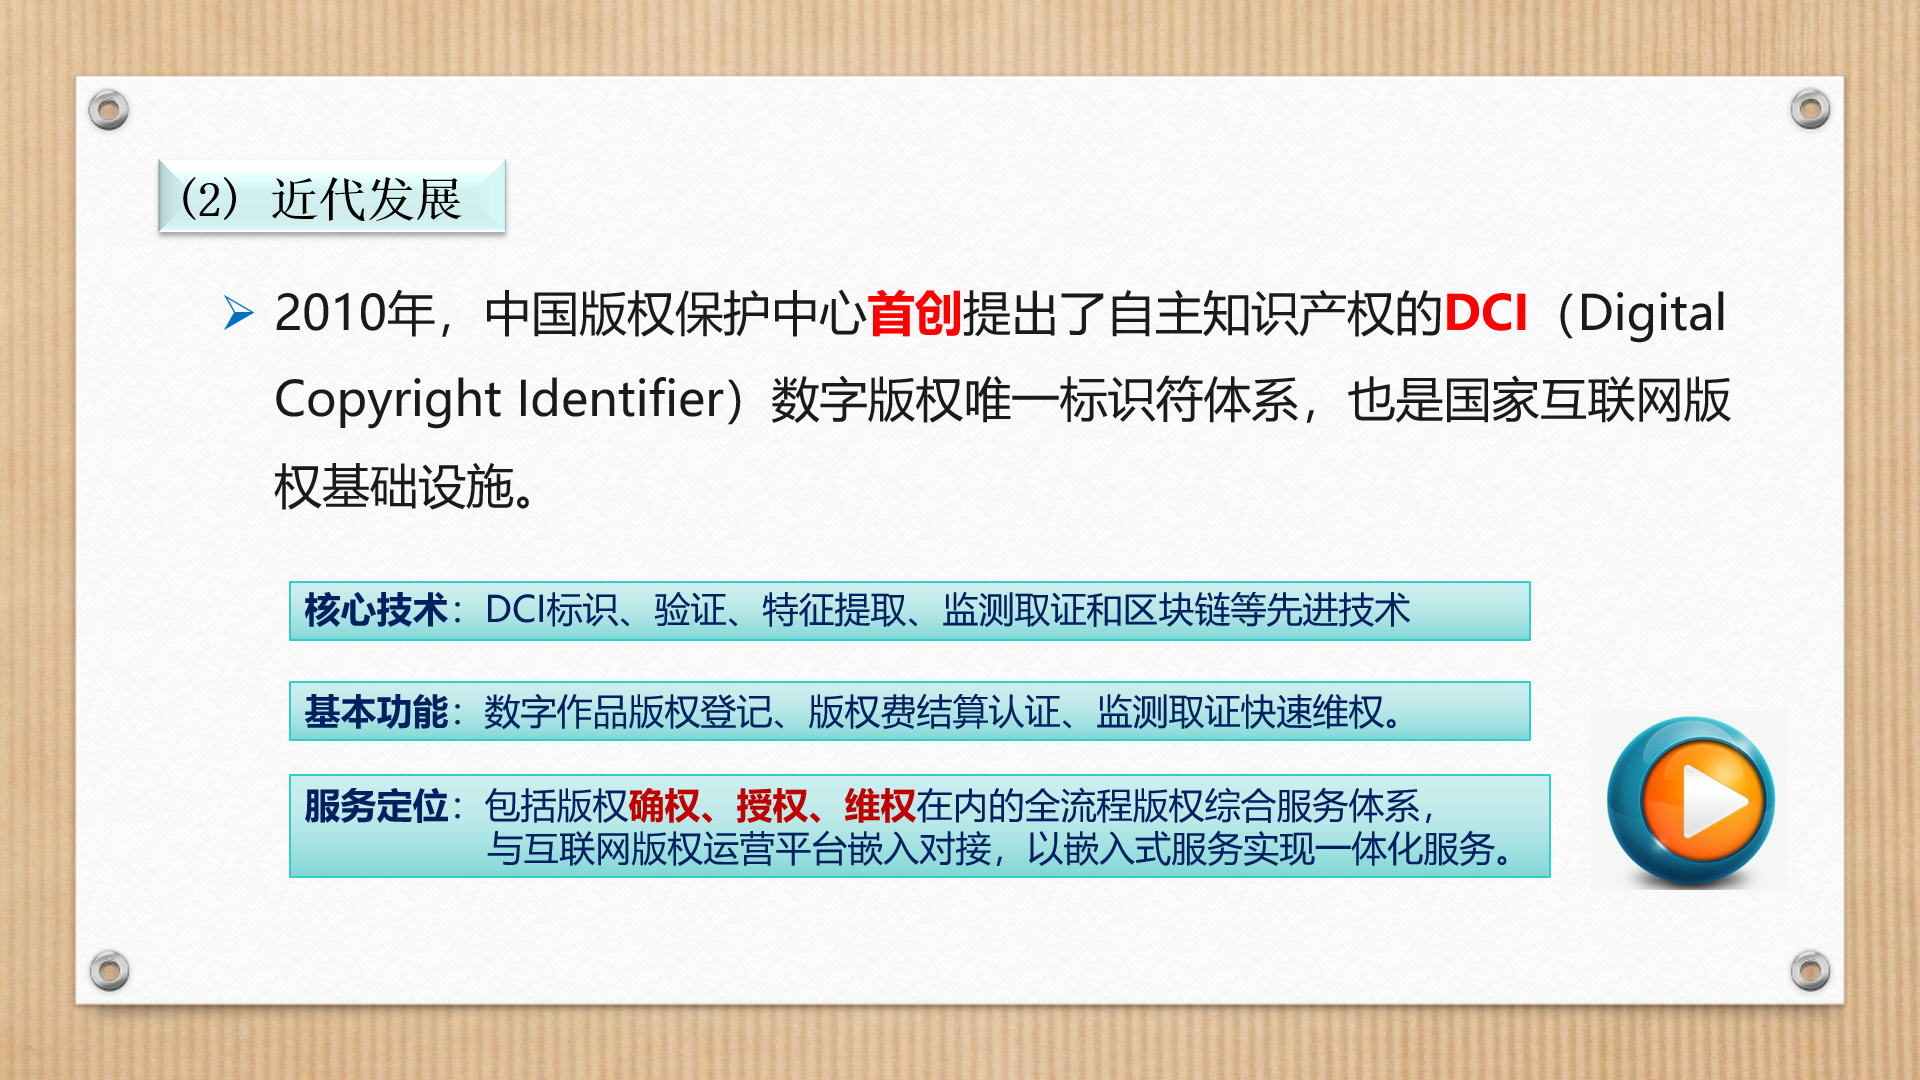 (2) 近代发展
2010年，中国版权保护中心首创提出了自主知识产权的DCI（Digital
Copyright Identifier）数字版权唯一标识符体系，也是国家互联网版
权基础设施。
核心技术：DCI标识、验证、特征提取、监测取证和区块链等先进技术
基本功能：数字作品版权登记、版权费结算认证、监测取证快速维权。
服务定位：包括版权确权、授权、维权在内的全流程版权综合服务体系，
与互联网版权运营平台嵌入对接，以嵌入式服务实现一体化服务。